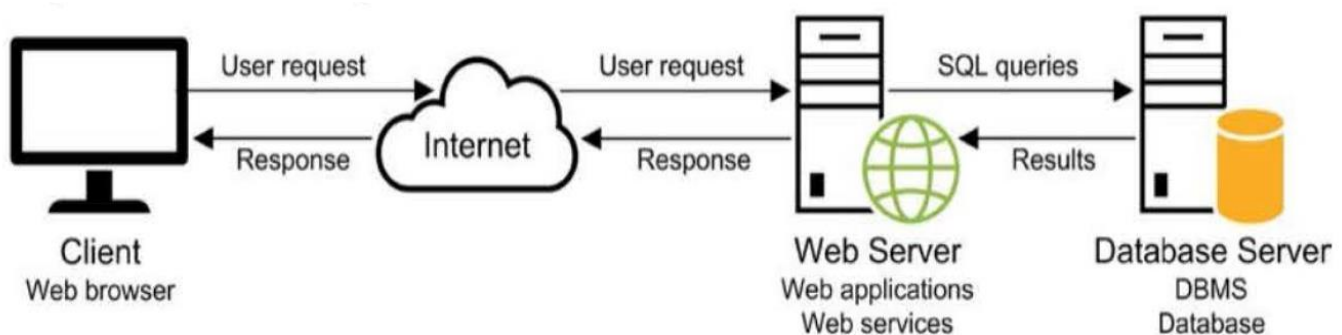 User request
User request
SQL queries
Internet
Response
Response
Results
Client
Web browser
Web Server
Web applications
Web services
Database Server
DBMS
Database